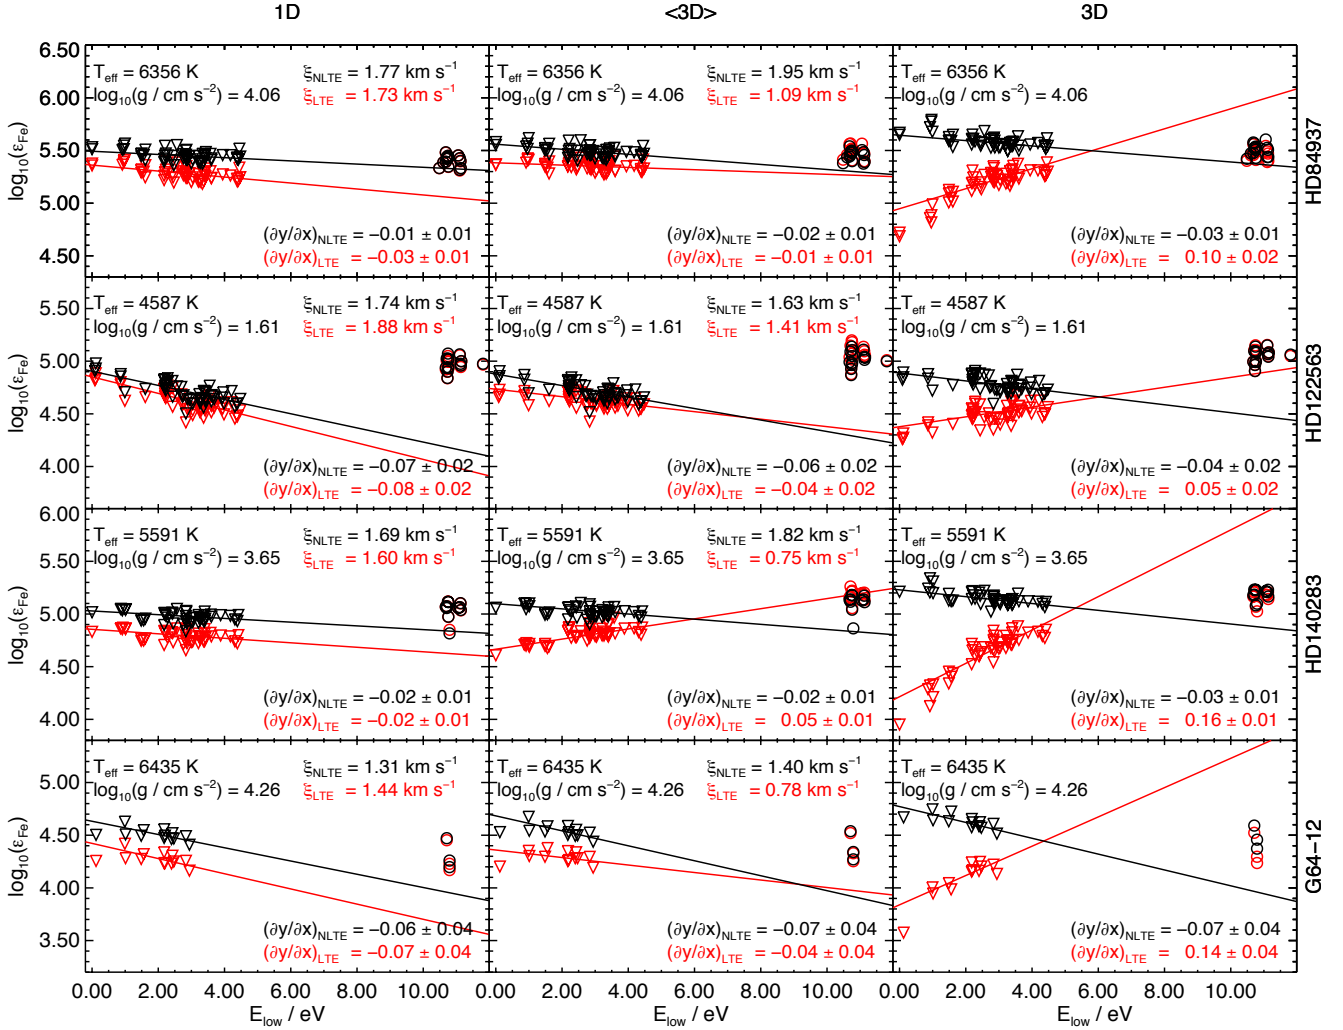 1D <3D> 3D
6.50
T_eff = 6356 K ξ_NLTE = 1.77 km s⁻¹ T_eff = 6356 K ξ_NLTE = 1.95 km s⁻¹ T_eff = 6356 K
log₁₀(g / cm s⁻²) = 4.06 ξ_LTE = 1.73 km s⁻¹ log₁₀(g / cm s⁻²) = 4.06 ξ_LTE = 1.09 km s⁻¹ log₁₀(g / cm s⁻²) = 4.06
6.00
log₁₀(ε_Fe)
5.50
5.00
4.50
HD84937
(∂y/∂x)_NLTE = −0.01 ± 0.01 (∂y/∂x)_NLTE = −0.02 ± 0.01 (∂y/∂x)_NLTE = −0.03 ± 0.01
(∂y/∂x)_LTE = −0.03 ± 0.01 (∂y/∂x)_LTE = −0.01 ± 0.01 (∂y/∂x)_LTE = 0.10 ± 0.02
T_eff = 4587 K ξ_NLTE = 1.74 km s⁻¹ T_eff = 4587 K ξ_NLTE = 1.63 km s⁻¹ T_eff = 4587 K
log₁₀(g / cm s⁻²) = 1.61 ξ_LTE = 1.88 km s⁻¹ log₁₀(g / cm s⁻²) = 1.61 ξ_LTE = 1.41 km s⁻¹ log₁₀(g / cm s⁻²) = 1.61
5.50
log₁₀(ε_Fe)
5.00
4.50
4.00
HD122563
(∂y/∂x)_NLTE = −0.07 ± 0.02 (∂y/∂x)_NLTE = −0.06 ± 0.02 (∂y/∂x)_NLTE = −0.04 ± 0.02
(∂y/∂x)_LTE = −0.08 ± 0.02 (∂y/∂x)_LTE = −0.04 ± 0.02 (∂y/∂x)_LTE = 0.05 ± 0.02
6.00
T_eff = 5591 K ξ_NLTE = 1.69 km s⁻¹ T_eff = 5591 K ξ_NLTE = 1.82 km s⁻¹ T_eff = 5591 K
log₁₀(g / cm s⁻²) = 3.65 ξ_LTE = 1.60 km s⁻¹ log₁₀(g / cm s⁻²) = 3.65 ξ_LTE = 0.75 km s⁻¹ log₁₀(g / cm s⁻²) = 3.65
5.50
log₁₀(ε_Fe)
5.00
4.50
4.00
HD140283
(∂y/∂x)_NLTE = −0.02 ± 0.01 (∂y/∂x)_NLTE = −0.02 ± 0.01 (∂y/∂x)_NLTE = −0.03 ± 0.01
(∂y/∂x)_LTE = −0.02 ± 0.01 (∂y/∂x)_LTE = 0.05 ± 0.01 (∂y/∂x)_LTE = 0.16 ± 0.01
T_eff = 6435 K ξ_NLTE = 1.31 km s⁻¹ T_eff = 6435 K ξ_NLTE = 1.40 km s⁻¹ T_eff = 6435 K
log₁₀(g / cm s⁻²) = 4.26 ξ_LTE = 1.44 km s⁻¹ log₁₀(g / cm s⁻²) = 4.26 ξ_LTE = 0.78 km s⁻¹ log₁₀(g / cm s⁻²) = 4.26
5.00
log₁₀(ε_Fe)
4.50
4.00
3.50
G64−12
(∂y/∂x)_NLTE = −0.06 ± 0.04 (∂y/∂x)_NLTE = −0.07 ± 0.04 (∂y/∂x)_NLTE = −0.07 ± 0.04
(∂y/∂x)_LTE = −0.07 ± 0.04 (∂y/∂x)_LTE = −0.04 ± 0.04 (∂y/∂x)_LTE = 0.14 ± 0.04
0.00 2.00 4.00 6.00 8.00 10.00 0.00 2.00 4.00 6.00 8.00 10.00 0.00 2.00 4.00 6.00 8.00 10.00
E_low / eV E_low / eV E_low / eV